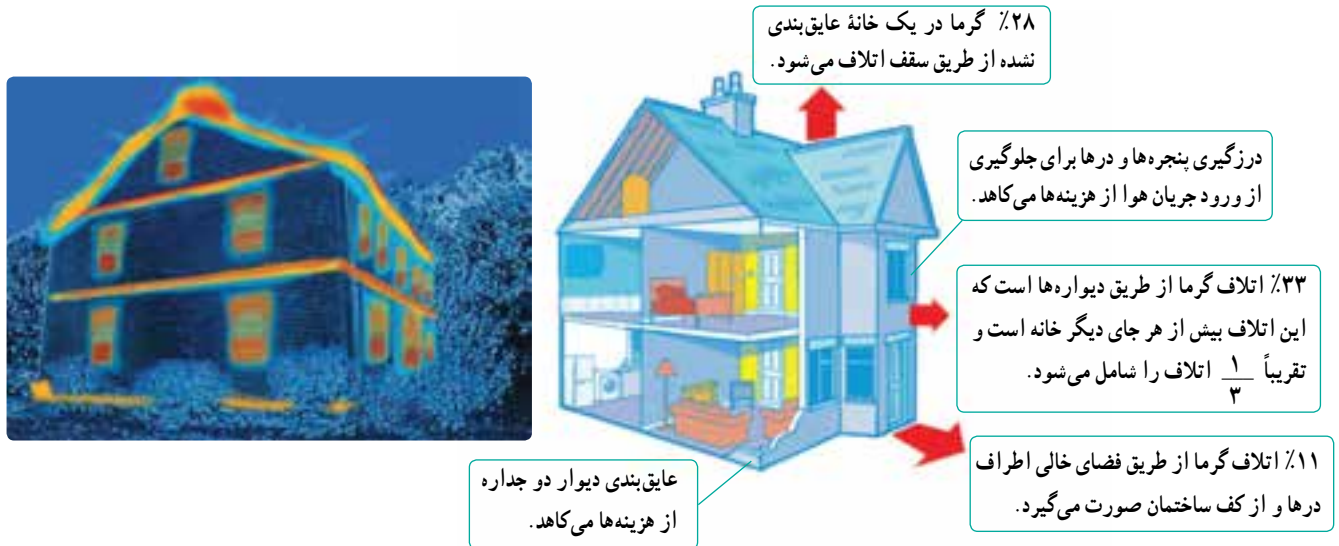 ۲۸٪ گرما در یک خانهٔ عایق‌بندی
نشده از طریق سقف اتلاف می‌شود.
درزگیری پنجره‌ها و درها برای جلوگیری
از ورود جریان هوا از هزینه‌ها می‌کاهد.
۳۳٪ اتلاف گرما از طریق دیواره‌ها است که
این اتلاف بیش از هر جای دیگر خانه است و
تقریباً ۱/۳ اتلاف را شامل می‌شود.
۱۱٪ اتلاف گرما از طریق فضای خالی اطراف
درها و از کف ساختمان صورت می‌گیرد.
عایق‌بندی دیوار دو جداره
از هزینه‌ها می‌کاهد.